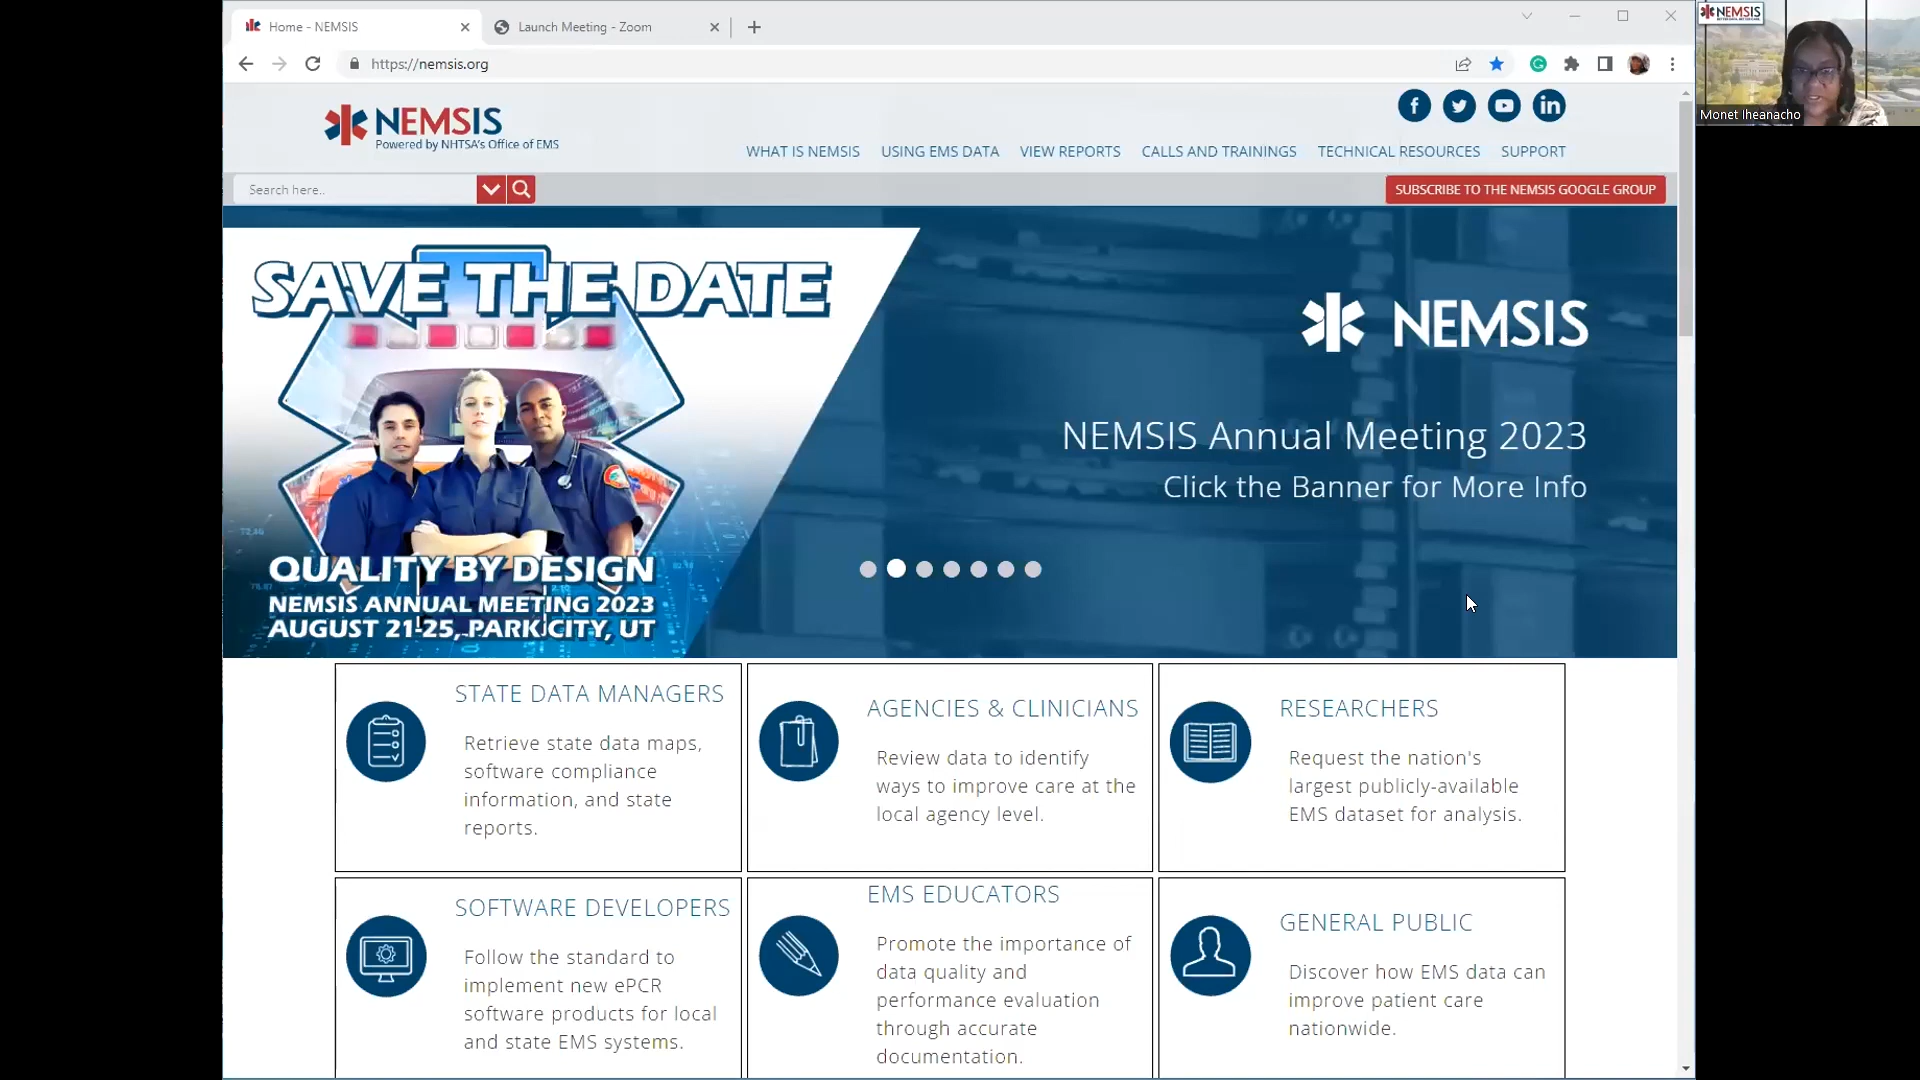 Home - NEMSIS
Launch Meeting - Zoom
https://nemsis.org
NEMSIS
Monet Iheanacho
NEMSIS
Powered by NHTSA's Office of EMS
WHAT IS NEMSIS USING EMS DATA VIEW REPORTS CALLS AND TRAININGS TECHNICAL RESOURCES SUPPORT
Search here..
SUBSCRIBE TO THE NEMSIS GOOGLE GROUP
SAVE THE DATE
NEMSIS
NEMSIS Annual Meeting 2023
Click the Banner for More Info
QUALITY BY DESIGN
NEMSIS ANNUAL MEETING 2023
AUGUST 21-25, PARK CITY, UT
STATE DATA MANAGERS
Retrieve state data maps,
software compliance
information, and state
reports.
AGENCIES & CLINICIANS
Review data to identify
ways to improve care at the
local agency level.
RESEARCHERS
Request the nation's
largest publicly-available
EMS dataset for analysis.
SOFTWARE DEVELOPERS
Follow the standard to
implement new ePCR
software products for local
and state EMS systems.
EMS EDUCATORS
Promote the importance of
data quality and
performance evaluation
through accurate
documentation.
GENERAL PUBLIC
Discover how EMS data can
improve patient care
nationwide.